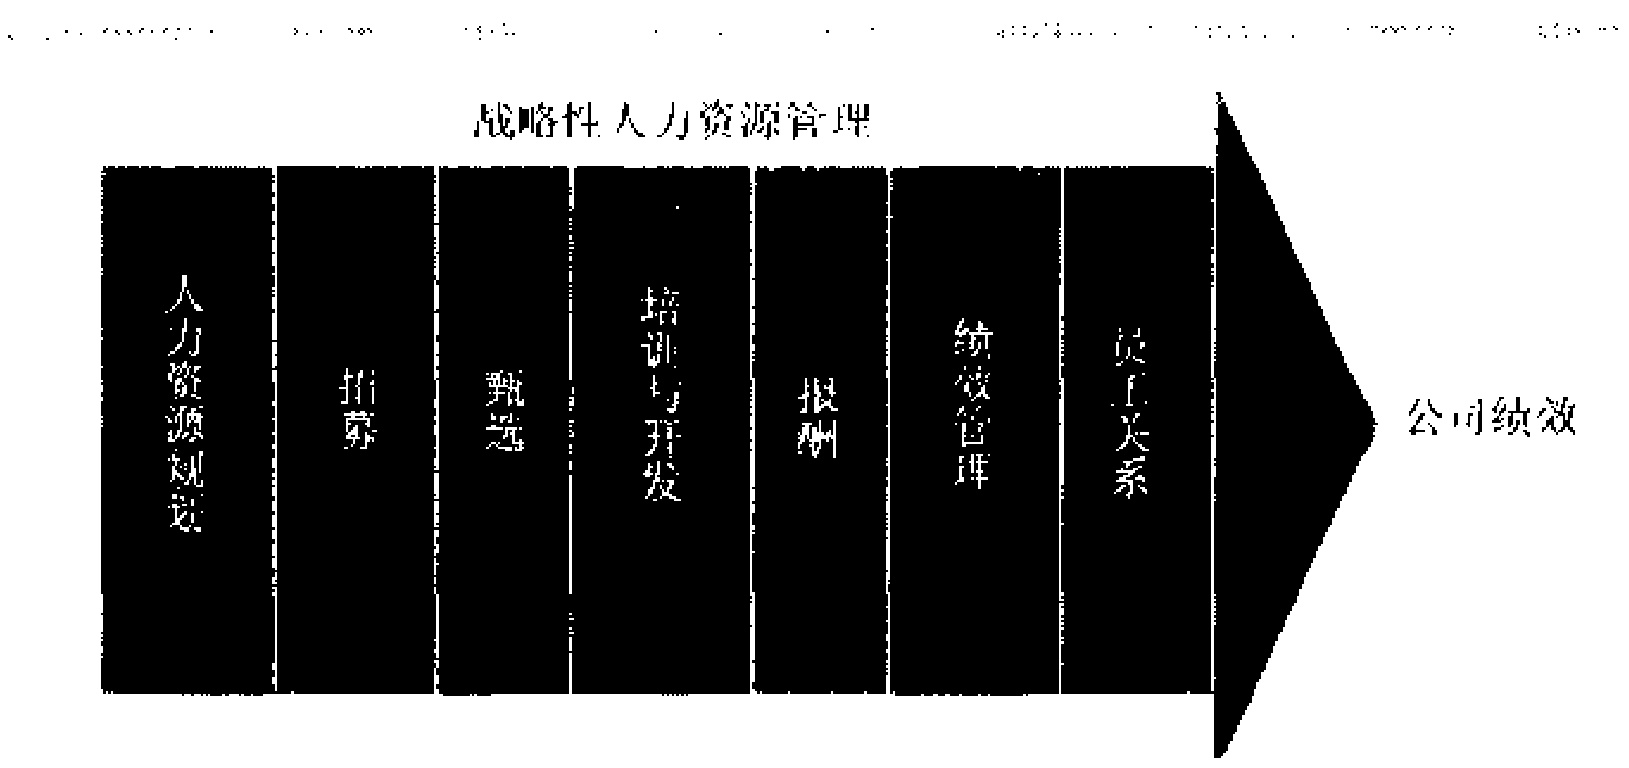 战略性人力资源管理
人力资源规划
招募
甄选
培训与开发
报酬
绩效管理
员工关系
公司绩效